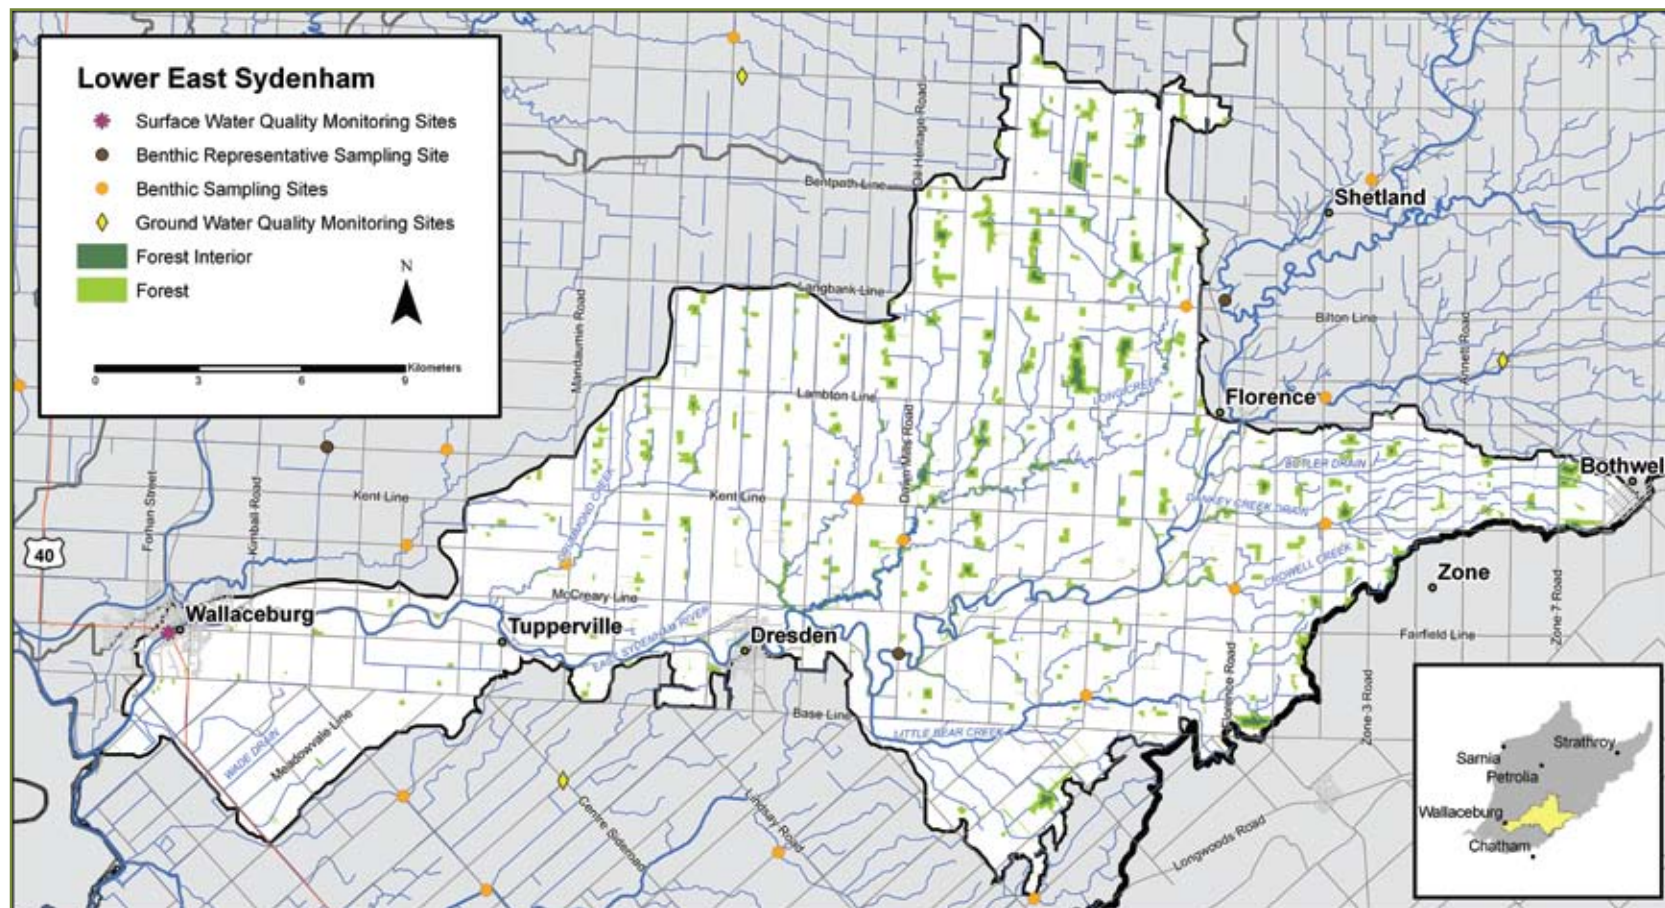 Lower East Sydenham
Surface Water Quality Monitoring Sites
Benthic Representative Sampling Site
Benthic Sampling Sites
Ground Water Quality Monitoring Sites
Forest Interior
Forest
N
0 3 6 9 Kilometers
Oil Heritage Road
Bentpath Line
Shetland
Mandaumin Road
Langbank Line
Bilton Line
Annett Road
Lambton Line
LONG CREEK
Florence
Dawn Mills Road
BUTLER DRAIN
Bothwel
Forhan Street
Kimball Road
Kent Line
Kent Line
DANKEY CREEK DRAIN
DRUMMOND CREEK
40
CROWELL CREEK
Zone
Wallaceburg
McCreary Line
Tupperville
EAST SYDENHAM RIVER
Dresden
Fairfield Line
Zone 7 Road
Florence Road
Zone 3 Road
Base Line
LITTLE BEAR CREEK
WADE DRAIN
Meadowvale Line
Centre Sideroad
Lindsay Road
Longwoods Road
Sarnia
Strathroy
Petrolia
Wallaceburg
Chatham